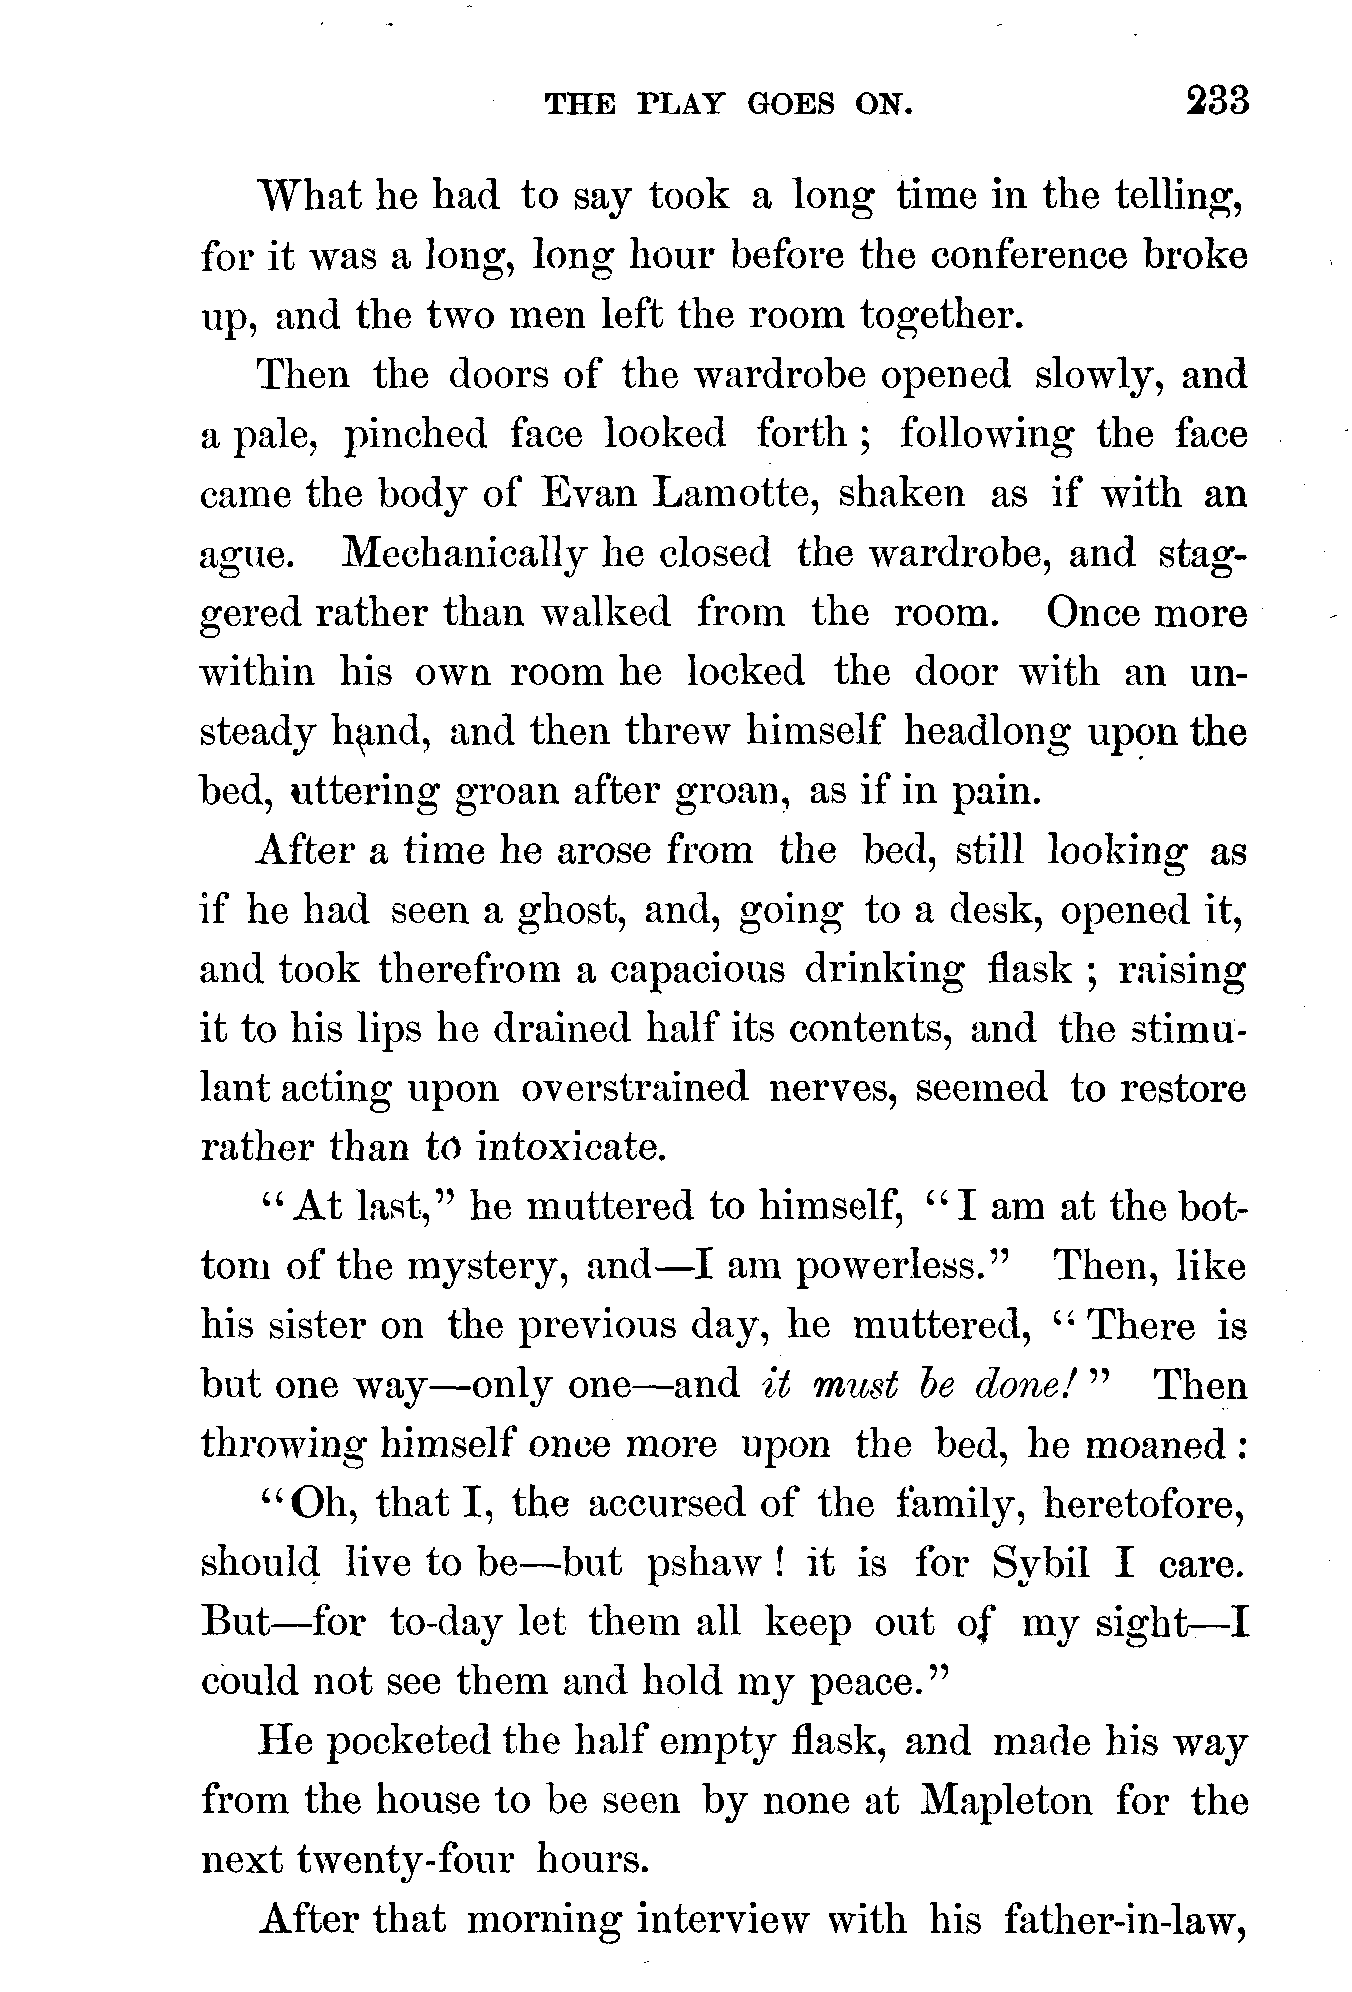 THE PLAY GOES ON. 233
What he had to say took a long time in the telling,
for it was a long, long hour before the conference broke
up, and the two men left the room together.
Then the doors of the wardrobe opened slowly, and
a pale, pinched face looked forth ; following the face
came the body of Evan Lamotte, shaken as if with an
ague. Mechanically he closed the wardrobe, and stag-
gered rather than walked from the room. Once more
within his own room he locked the door with an un-
steady hand, and then threw himself headlong upon the
bed, uttering groan after groan, as if in pain.
After a time he arose from the bed, still looking as
if he had seen a ghost, and, going to a desk, opened it,
and took therefrom a capacious drinking flask ; raising
it to his lips he drained half its contents, and the stimu-
lant acting upon overstrained nerves, seemed to restore
rather than to intoxicate.
“At last,” he muttered to himself, “I am at the bot-
tom of the mystery, and—I am powerless.” Then, like
his sister on the previous day, he muttered, “There is
but one way—only one—and it must be done!” Then
throwing himself once more upon the bed, he moaned :
“Oh, that I, the accursed of the family, heretofore,
should live to be—but pshaw ! it is for Sybil I care.
But—for to-day let them all keep out of my sight—I
could not see them and hold my peace.”
He pocketed the half empty flask, and made his way
from the house to be seen by none at Mapleton for the
next twenty-four hours.
After that morning interview with his father-in-law,